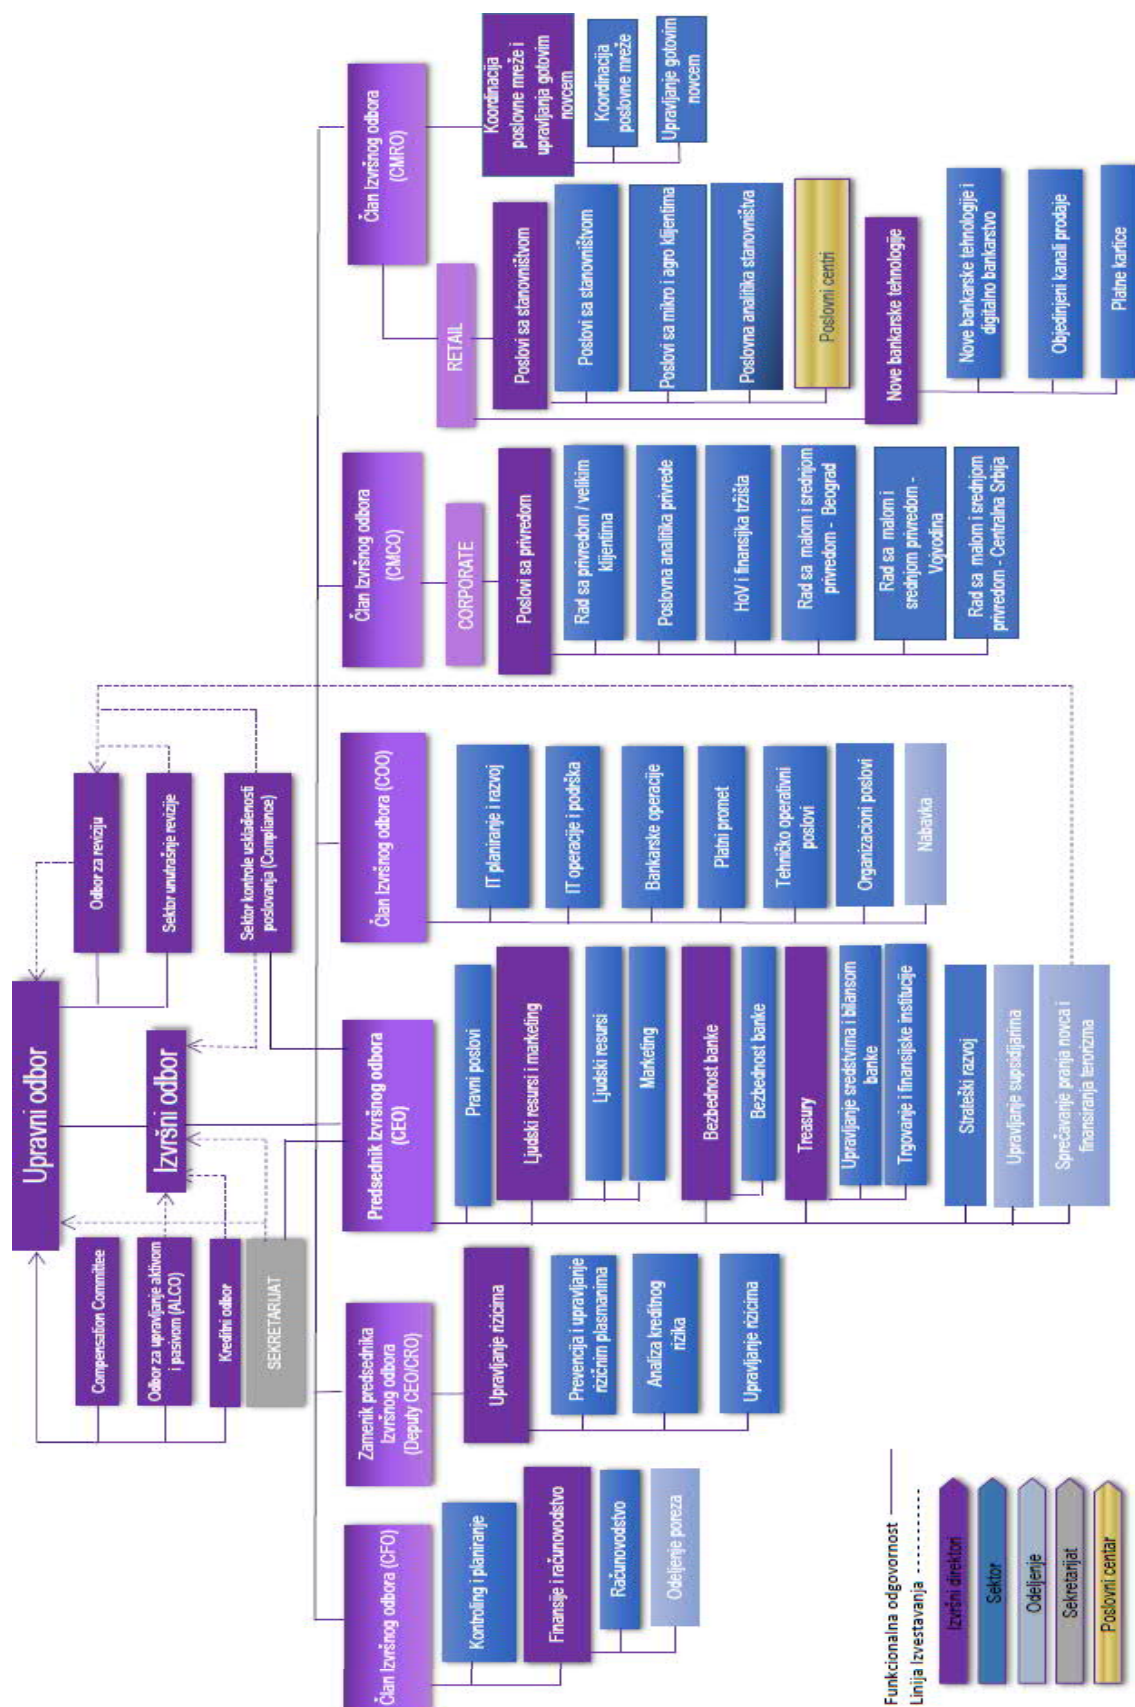 Upravni odbor
Odbor za reviziju
Sektor unutrašnje revizije
Sektor kontrole usklađenosti
poslovanja (Compliance)
Izvršni odbor
Compensation Committee
Odbor za upravljanje aktivom
i pasivom (ALCO)
Kreditni odbor
SEKRETARIJAT
Član Izvršnog odbora (CFO)
Kontroling i planiranje
Finansije i računovodstvo
Računovodstvo
Odeljenje poreza
Zamenik predsednika
Izvršnog odbora
(Deputy CEO/CRO)
Upravljanje rizicima
Prevencija i upravljanje
rizičnim plasmanima
Analiza kreditnog
rizika
Upravljanje rizicima
Predsednik Izvršnog odbora
(CEO)
Pravni poslovi
Ljudski resursi i marketing
Ljudski resursi
Marketing
Bezbednost banke
Bezbednost banke
Treasury
Upravljanje sredstvima i bilansom
banke
Trgovanje i finansijske institucije
Strateški razvoj
Upravljanje supsidijarima
Sprečavanje pranja novca i
finansiranja terorizma
Član Izvršnog odbora (COO)
IT planiranje i razvoj
IT operacije i podrška
Bankarske operacije
Platni promet
Tehničko operativni
poslovi
Organizacioni poslovi
Nabavka
Član Izvršnog odbora
(CMCO)
CORPORATE
Poslovi sa privredom
Rad sa privredom / velikim
klijentima
Poslovna analitika privrede
HoV i finansijka tržišta
Rad sa malom i srednjom
privredom - Beograd
Rad sa malom i
srednjom privredom -
Vojvodina
Rad sa malom i srednjom
privredom - Centralna Srbija
Član Izvršnog odbora
(CMRO)
RETAIL
Poslovi sa stanovništvom
Poslovi sa stanovništvom
Poslovi sa mikro i agro klijentima
Poslovna analitika stanovništva
Poslovni centri
Nove bankarske tehnologije
Nove bankarske tehnologije i
digitalno bankarstvo
Objedinjeni kanali prodaje
Platne kartice
Koordinacija
poslovne mreže i
upravljanja gotovim
novcem
Koordinacija
poslovne mreže
Upravljanje gotovim
novcem
Funkcionalna odgovornost
Linija Izvestavanja
Izvršni direktori
Sektor
Odeljenje
Sekretarijat
Poslovni centar